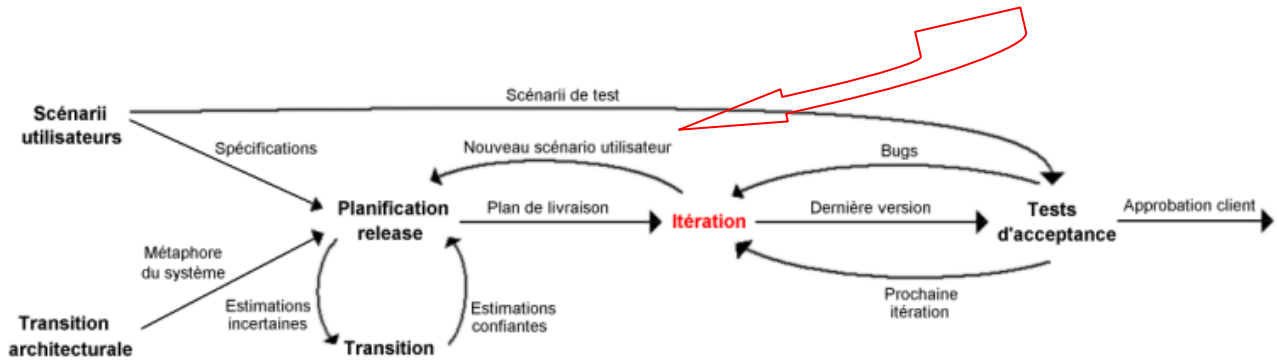 Scénarii de test
Scénarii
utilisateurs
Spécifications
Nouveau scénario utilisateur
Bugs
Planification
release
Plan de livraison
Itération
Dernière version
Tests
d'acceptance
Approbation client
Métaphore
du système
Estimations
incertaines
Estimations
confiantes
Prochaine
itération
Transition
architecturale
Transition